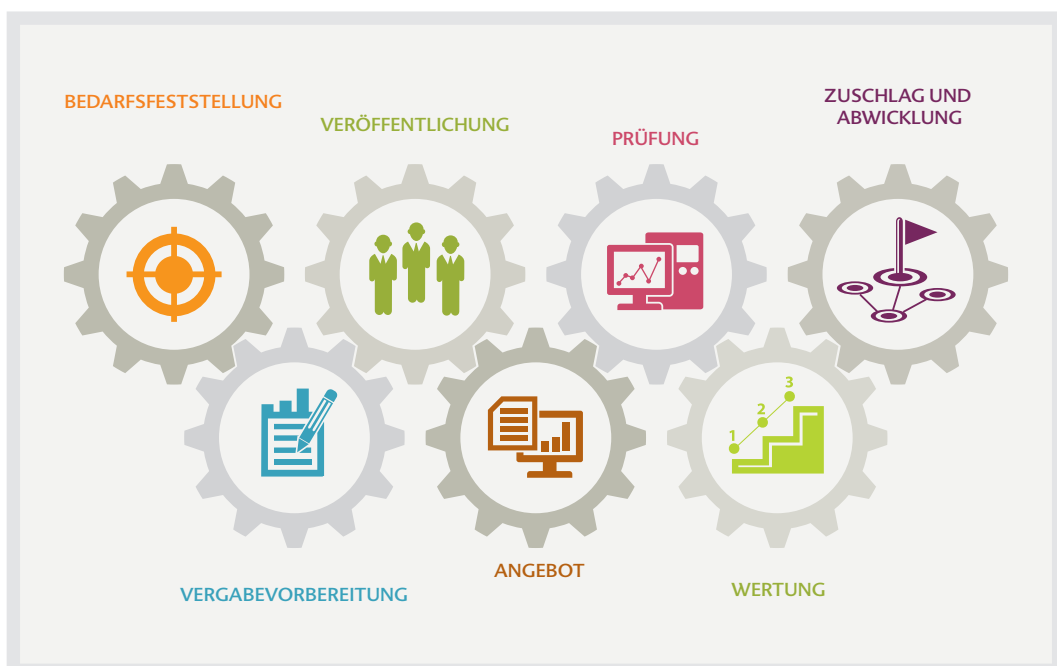 BEDARFSFESTSTELLUNG
VERÖFFENTLICHUNG
PRÜFUNG
ZUSCHLAG UND
ABWICKLUNG
1
2
3
VERGABEVORBEREITUNG
ANGEBOT
WERTUNG